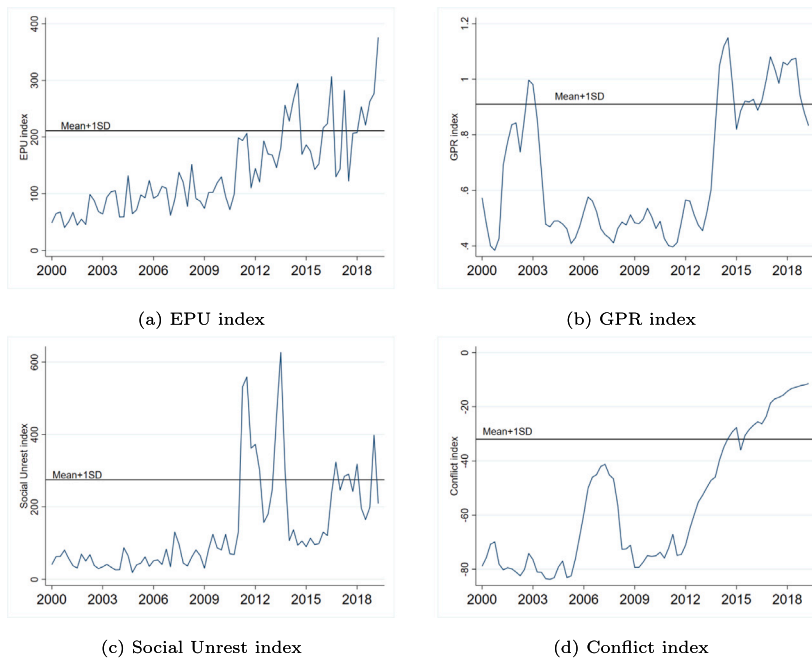 400
300
200
100
0
EPU index
Mean+1SD
2000 2003 2006 2009 2012 2015 2018
(a) EPU index
1.2
1
.8
.6
.4
GPR index
Mean+1SD
2000 2003 2006 2009 2012 2015 2018
(b) GPR index
600
400
200
0
Social Unrest index
Mean+1SD
2000 2003 2006 2009 2012 2015 2018
(c) Social Unrest index
0
-20
-40
-60
-80
Conflict index
Mean+1SD
2000 2003 2006 2009 2012 2015 2018
(d) Conflict index